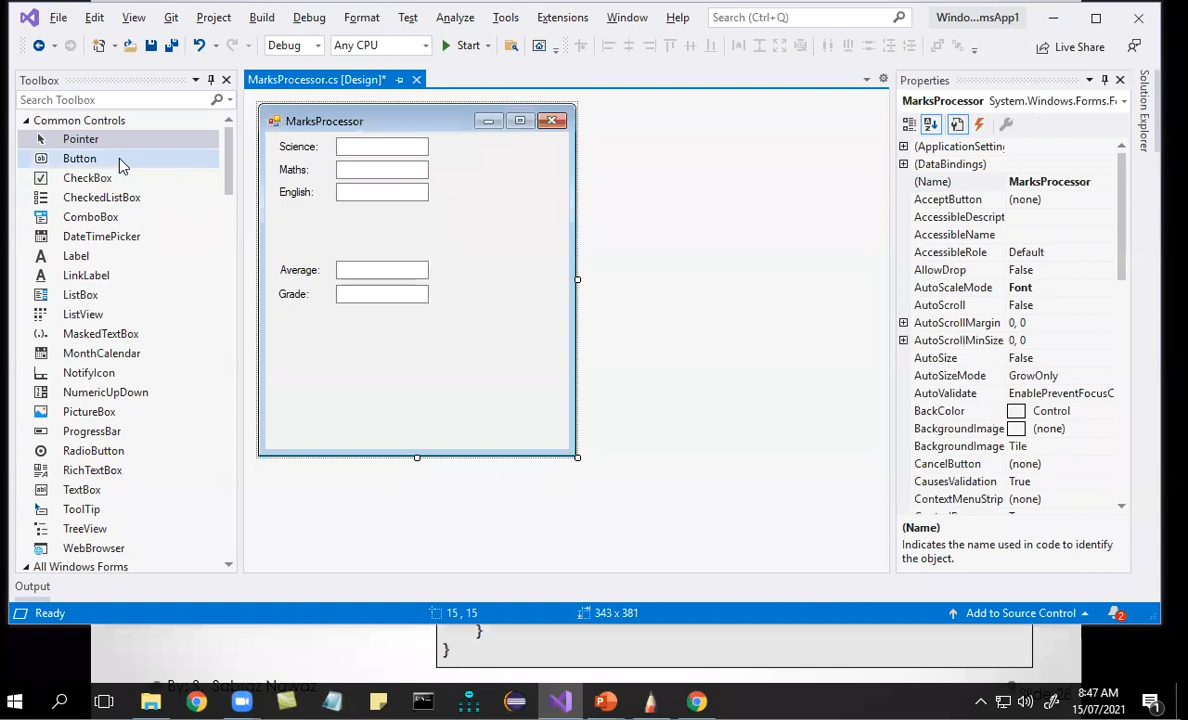 File Edit View Git Project Build Debug Format Test Analyze Tools Extensions Window Help Search (Ctrl+Q) Windo...msApp1
Debug Any CPU Start Live Share
Toolbox
Search Toolbox
Common Controls
Pointer
Button
CheckBox
CheckedListBox
ComboBox
DateTimePicker
Label
LinkLabel
ListBox
ListView
MaskedTextBox
MonthCalendar
NotifyIcon
NumericUpDown
PictureBox
ProgressBar
RadioButton
RichTextBox
TextBox
ToolTip
TreeView
WebBrowser
All Windows Forms
MarksProcessor.cs [Design]*
MarksProcessor
Science:
Maths:
English:
Average:
Grade:
Properties
MarksProcessor System.Windows.Forms.F
(ApplicationSetting
(DataBindings)
(Name) MarksProcessor
AcceptButton (none)
AccessibleDescript
AccessibleName
AccessibleRole Default
AllowDrop False
AutoScaleMode Font
AutoScroll False
AutoScrollMargin 0, 0
AutoScrollMinSize 0, 0
AutoSize False
AutoSizeMode GrowOnly
AutoValidate EnablePreventFocusC
BackColor Control
BackgroundImage (none)
BackgroundImage Tile
CancelButton (none)
CausesValidation True
ContextMenuStrip (none)
(Name)
Indicates the name used in code to identify
the object.
Solution Explorer
Output
Ready 15 , 15 343 x 381 Add to Source Control 2
}
}
By: S. Sabraz Nawaz Slide 28
8:47 AM
15/07/2021 1